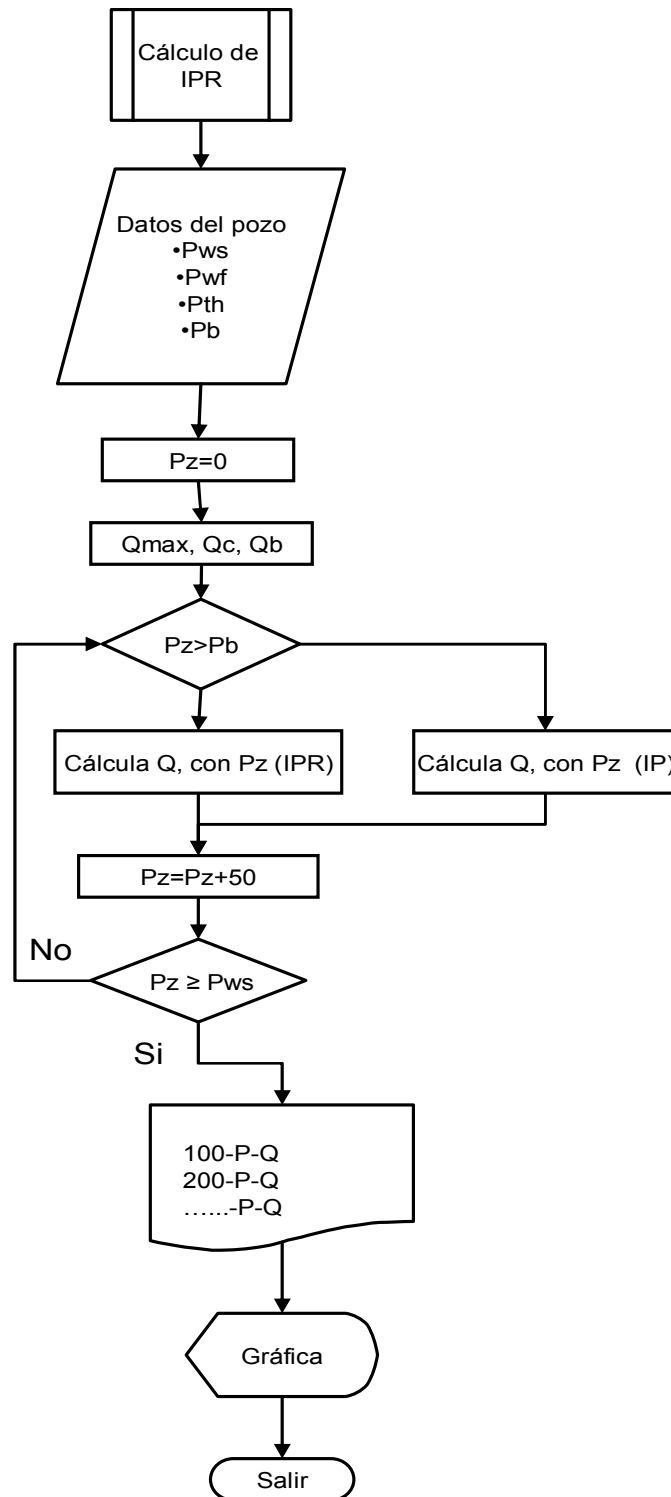 Cálculo de
IPR
Datos del pozo
•Pws
•Pwf
•Pth
•Pb
Pz=0
Qmax, Qc, Qb
Pz>Pb
Cálcula Q, con Pz (IPR)
Cálcula Q, con Pz (IP)
Pz=Pz+50
No
Pz ≥ Pws
Si
100-P-Q
200-P-Q
…...-P-Q
Gráfica
Salir